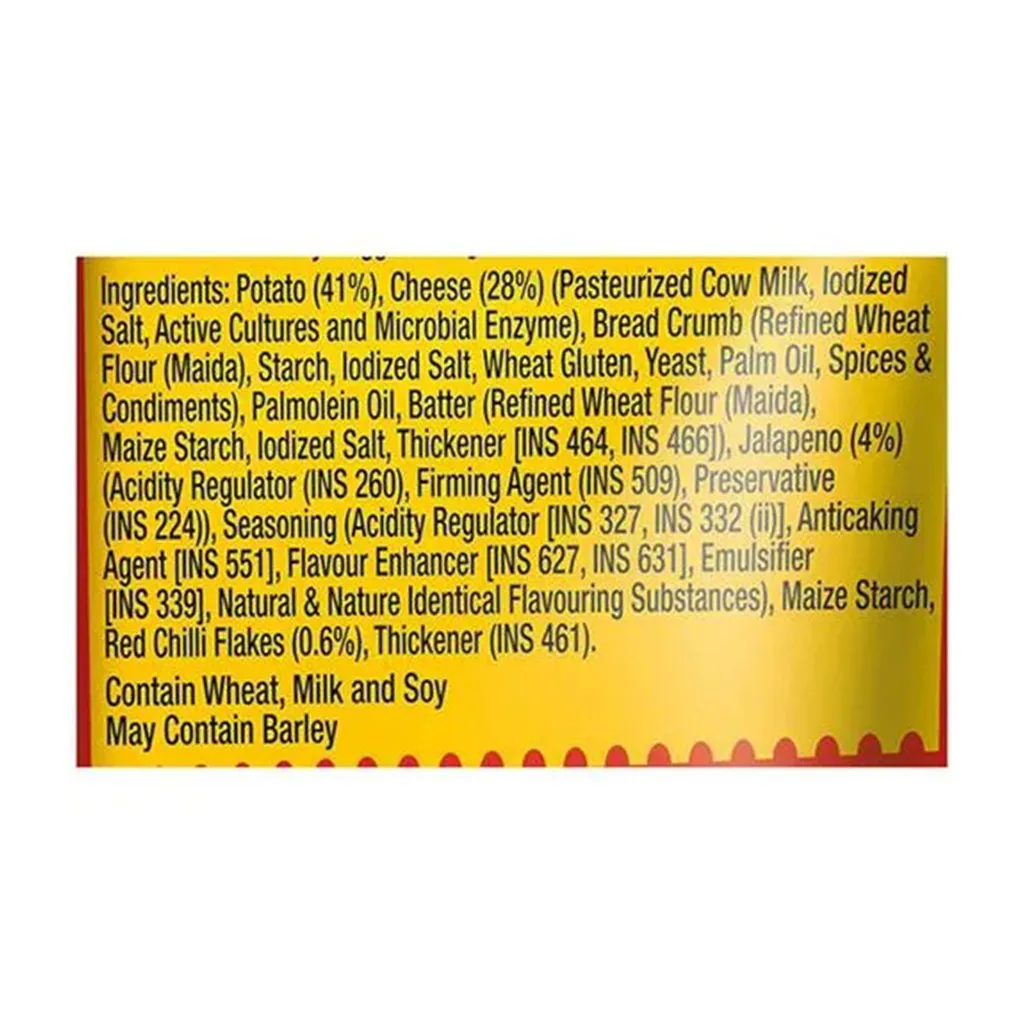 Ingredients: Potato (41%), Cheese (28%) (Pasteurized Cow Milk, Iodized
Salt, Active Cultures and Microbial Enzyme), Bread Crumb (Refined Wheat
Flour (Maida), Starch, Iodized Salt, Wheat Gluten, Yeast, Palm Oil, Spices &
Condiments), Palmolein Oil, Batter (Refined Wheat Flour (Maida),
Maize Starch, Iodized Salt, Thickener [INS 464, INS 466]), Jalapeno (4%)
(Acidity Regulator (INS 260), Firming Agent (INS 509), Preservative
(INS 224)), Seasoning (Acidity Regulator [INS 327, INS 332 (ii)], Anticaking
Agent [INS 551], Flavour Enhancer [INS 627, INS 631], Emulsifier
[INS 339], Natural & Nature Identical Flavouring Substances), Maize Starch,
Red Chilli Flakes (0.6%), Thickener (INS 461).
Contain Wheat, Milk and Soy
May Contain Barley